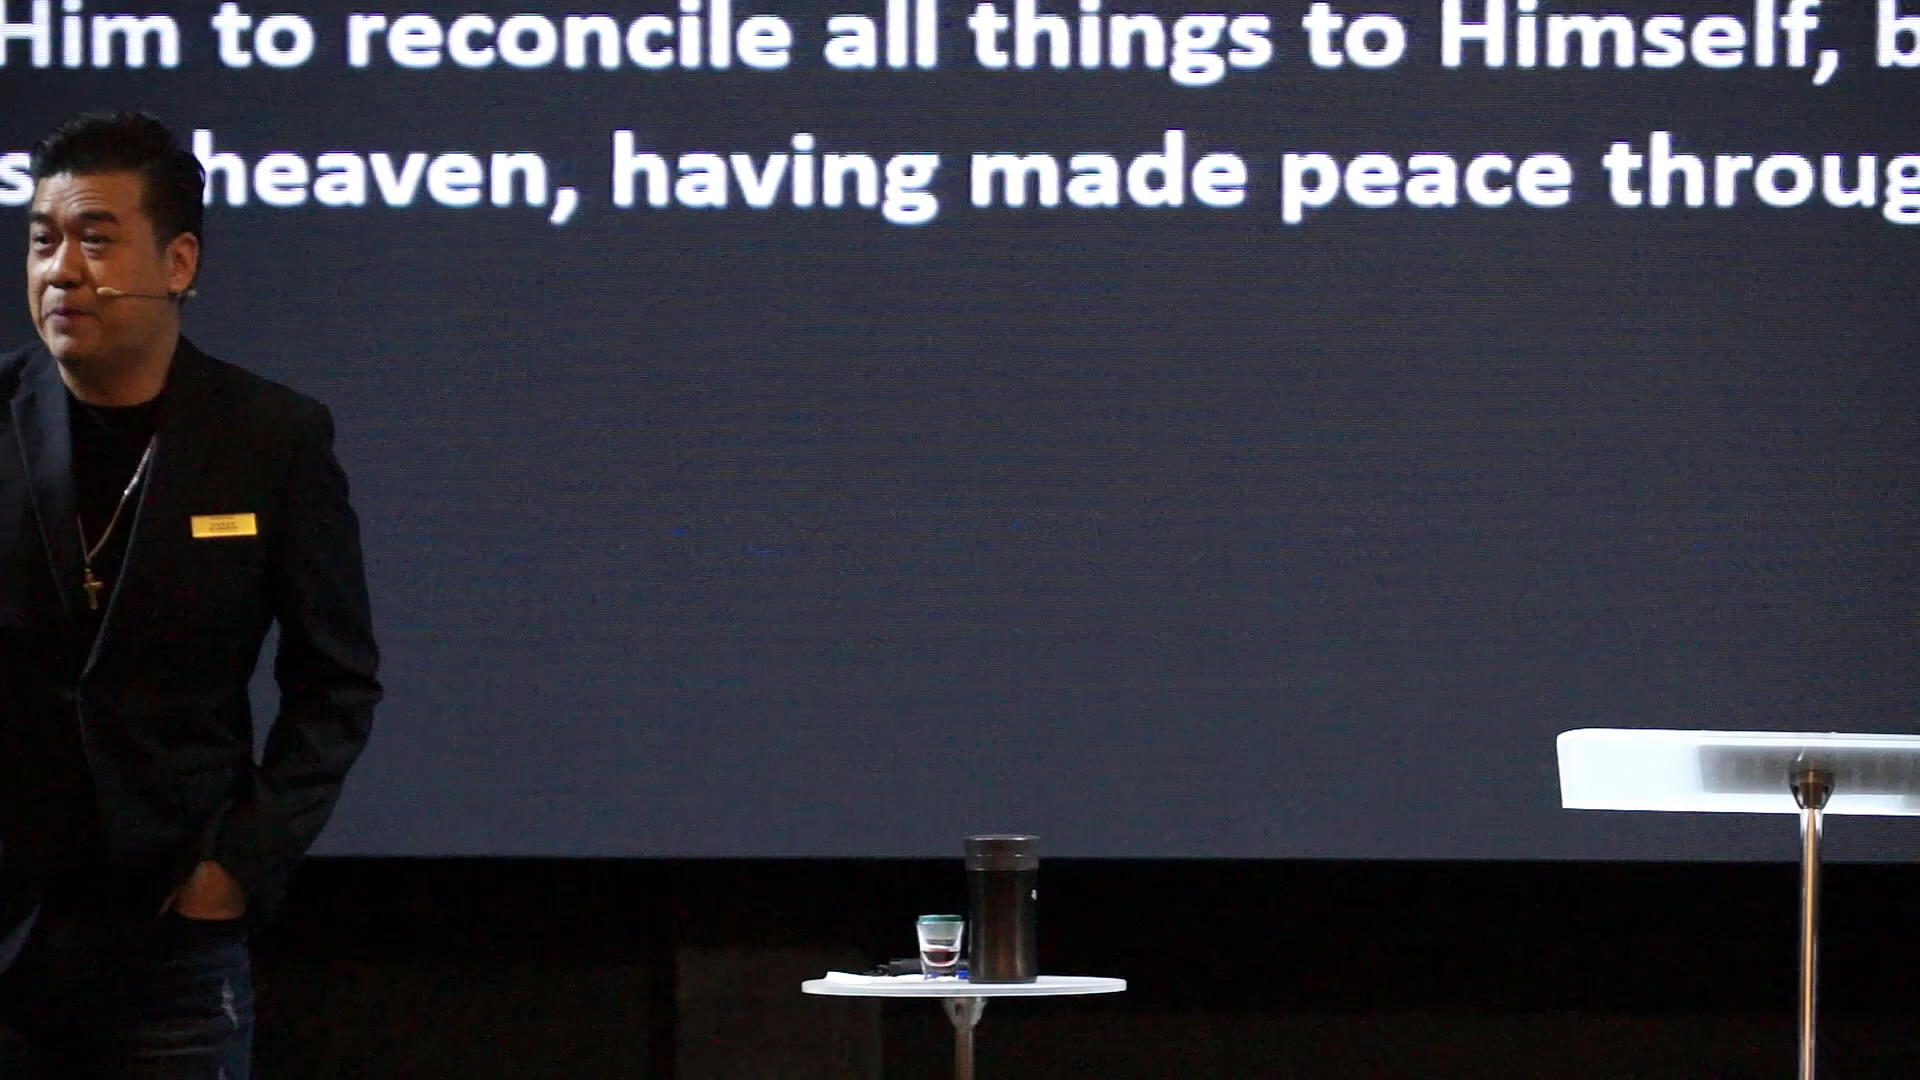 Him to reconcile all things to Himself, b
s heaven, having made peace throug